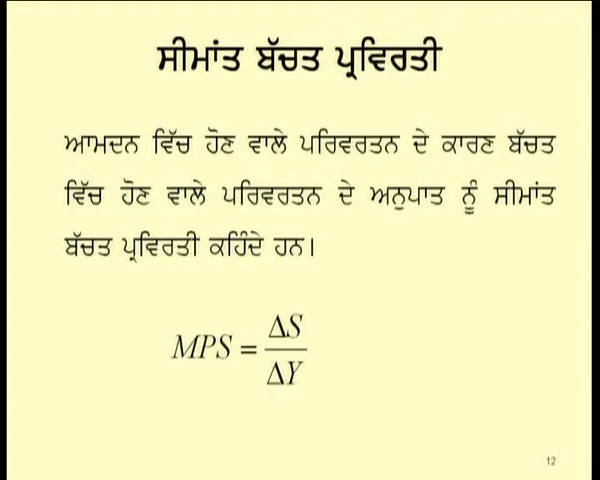 ਸੀਮਾਂਤ ਬੱਚਤ ਪ੍ਰਵਿਰਤੀ
ਆਮਦਨ ਵਿੱਚ ਹੋਣ ਵਾਲੇ ਪਰਿਵਰਤਨ ਦੇ ਕਾਰਣ ਬੱਚਤ
ਵਿੱਚ ਹੋਣ ਵਾਲੇ ਪਰਿਵਰਤਨ ਦੇ ਅਨੁਪਾਤ ਨੂੰ ਸੀਮਾਂਤ
ਬੱਚਤ ਪ੍ਰਵਿਰਤੀ ਕਹਿੰਦੇ ਹਨ।
MPS = ΔS / ΔY
12